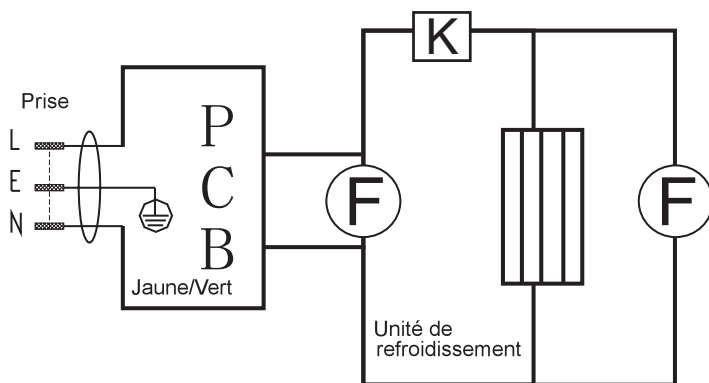 Prise
L
E
N
P
C
B
Jaune/Vert
K
F
F
Unité de
refroidissement